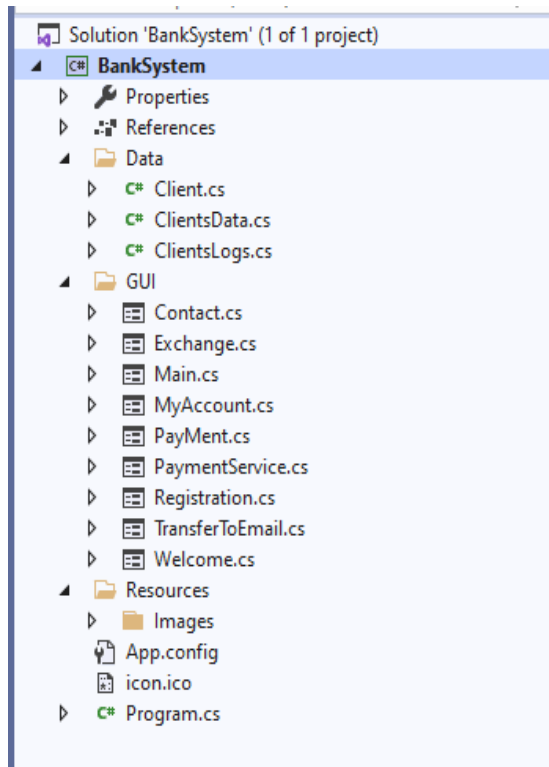 Solution 'BankSystem' (1 of 1 project)
C# BankSystem
Properties
References
Data
C# Client.cs
C# ClientsData.cs
C# ClientsLogs.cs
GUI
Contact.cs
Exchange.cs
Main.cs
MyAccount.cs
PayMent.cs
PaymentService.cs
Registration.cs
TransferToEmail.cs
Welcome.cs
Resources
Images
App.config
icon.ico
C# Program.cs